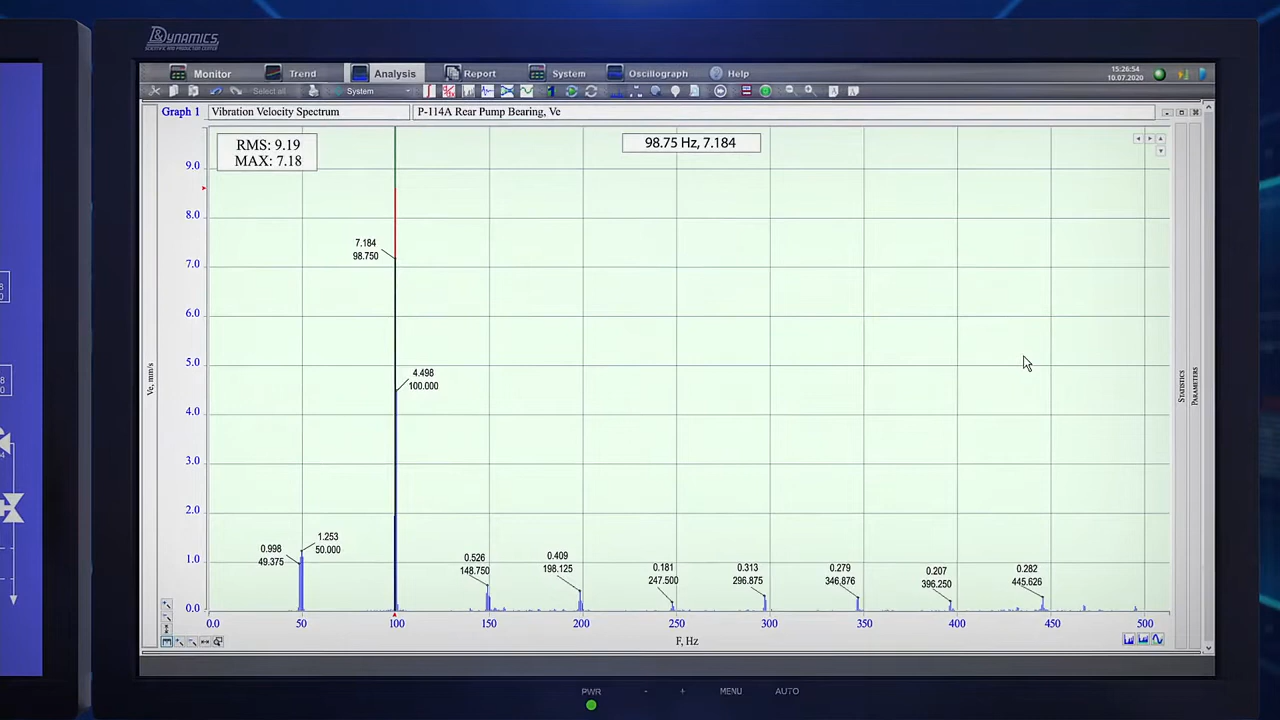 DYNAMICS
SCIENTIFIC AND PRODUCTION CENTER
Monitor Trend Analysis Report System Oscillograph Help
15:26:54
10.07.2020
Select all System
Graph 1 Vibration Velocity Spectrum P-114A Rear Pump Bearing, Ve
RMS: 9.19
MAX: 7.18
98.75 Hz, 7.184
9.0
8.0
7.0
6.0
5.0
4.0
3.0
2.0
1.0
0.0
Ve, mm/s
7.184
98.750
4.498
100.000
0.998
49.375
1.253
50.000
0.526
148.750
0.409
198.125
0.181
247.500
0.313
296.875
0.279
346.876
0.207
396.250
0.282
445.626
0.0 50 100 150 200 250 300 350 400 450 500
F, Hz
STATISTICS
PARAMETERS
PWR - + MENU AUTO